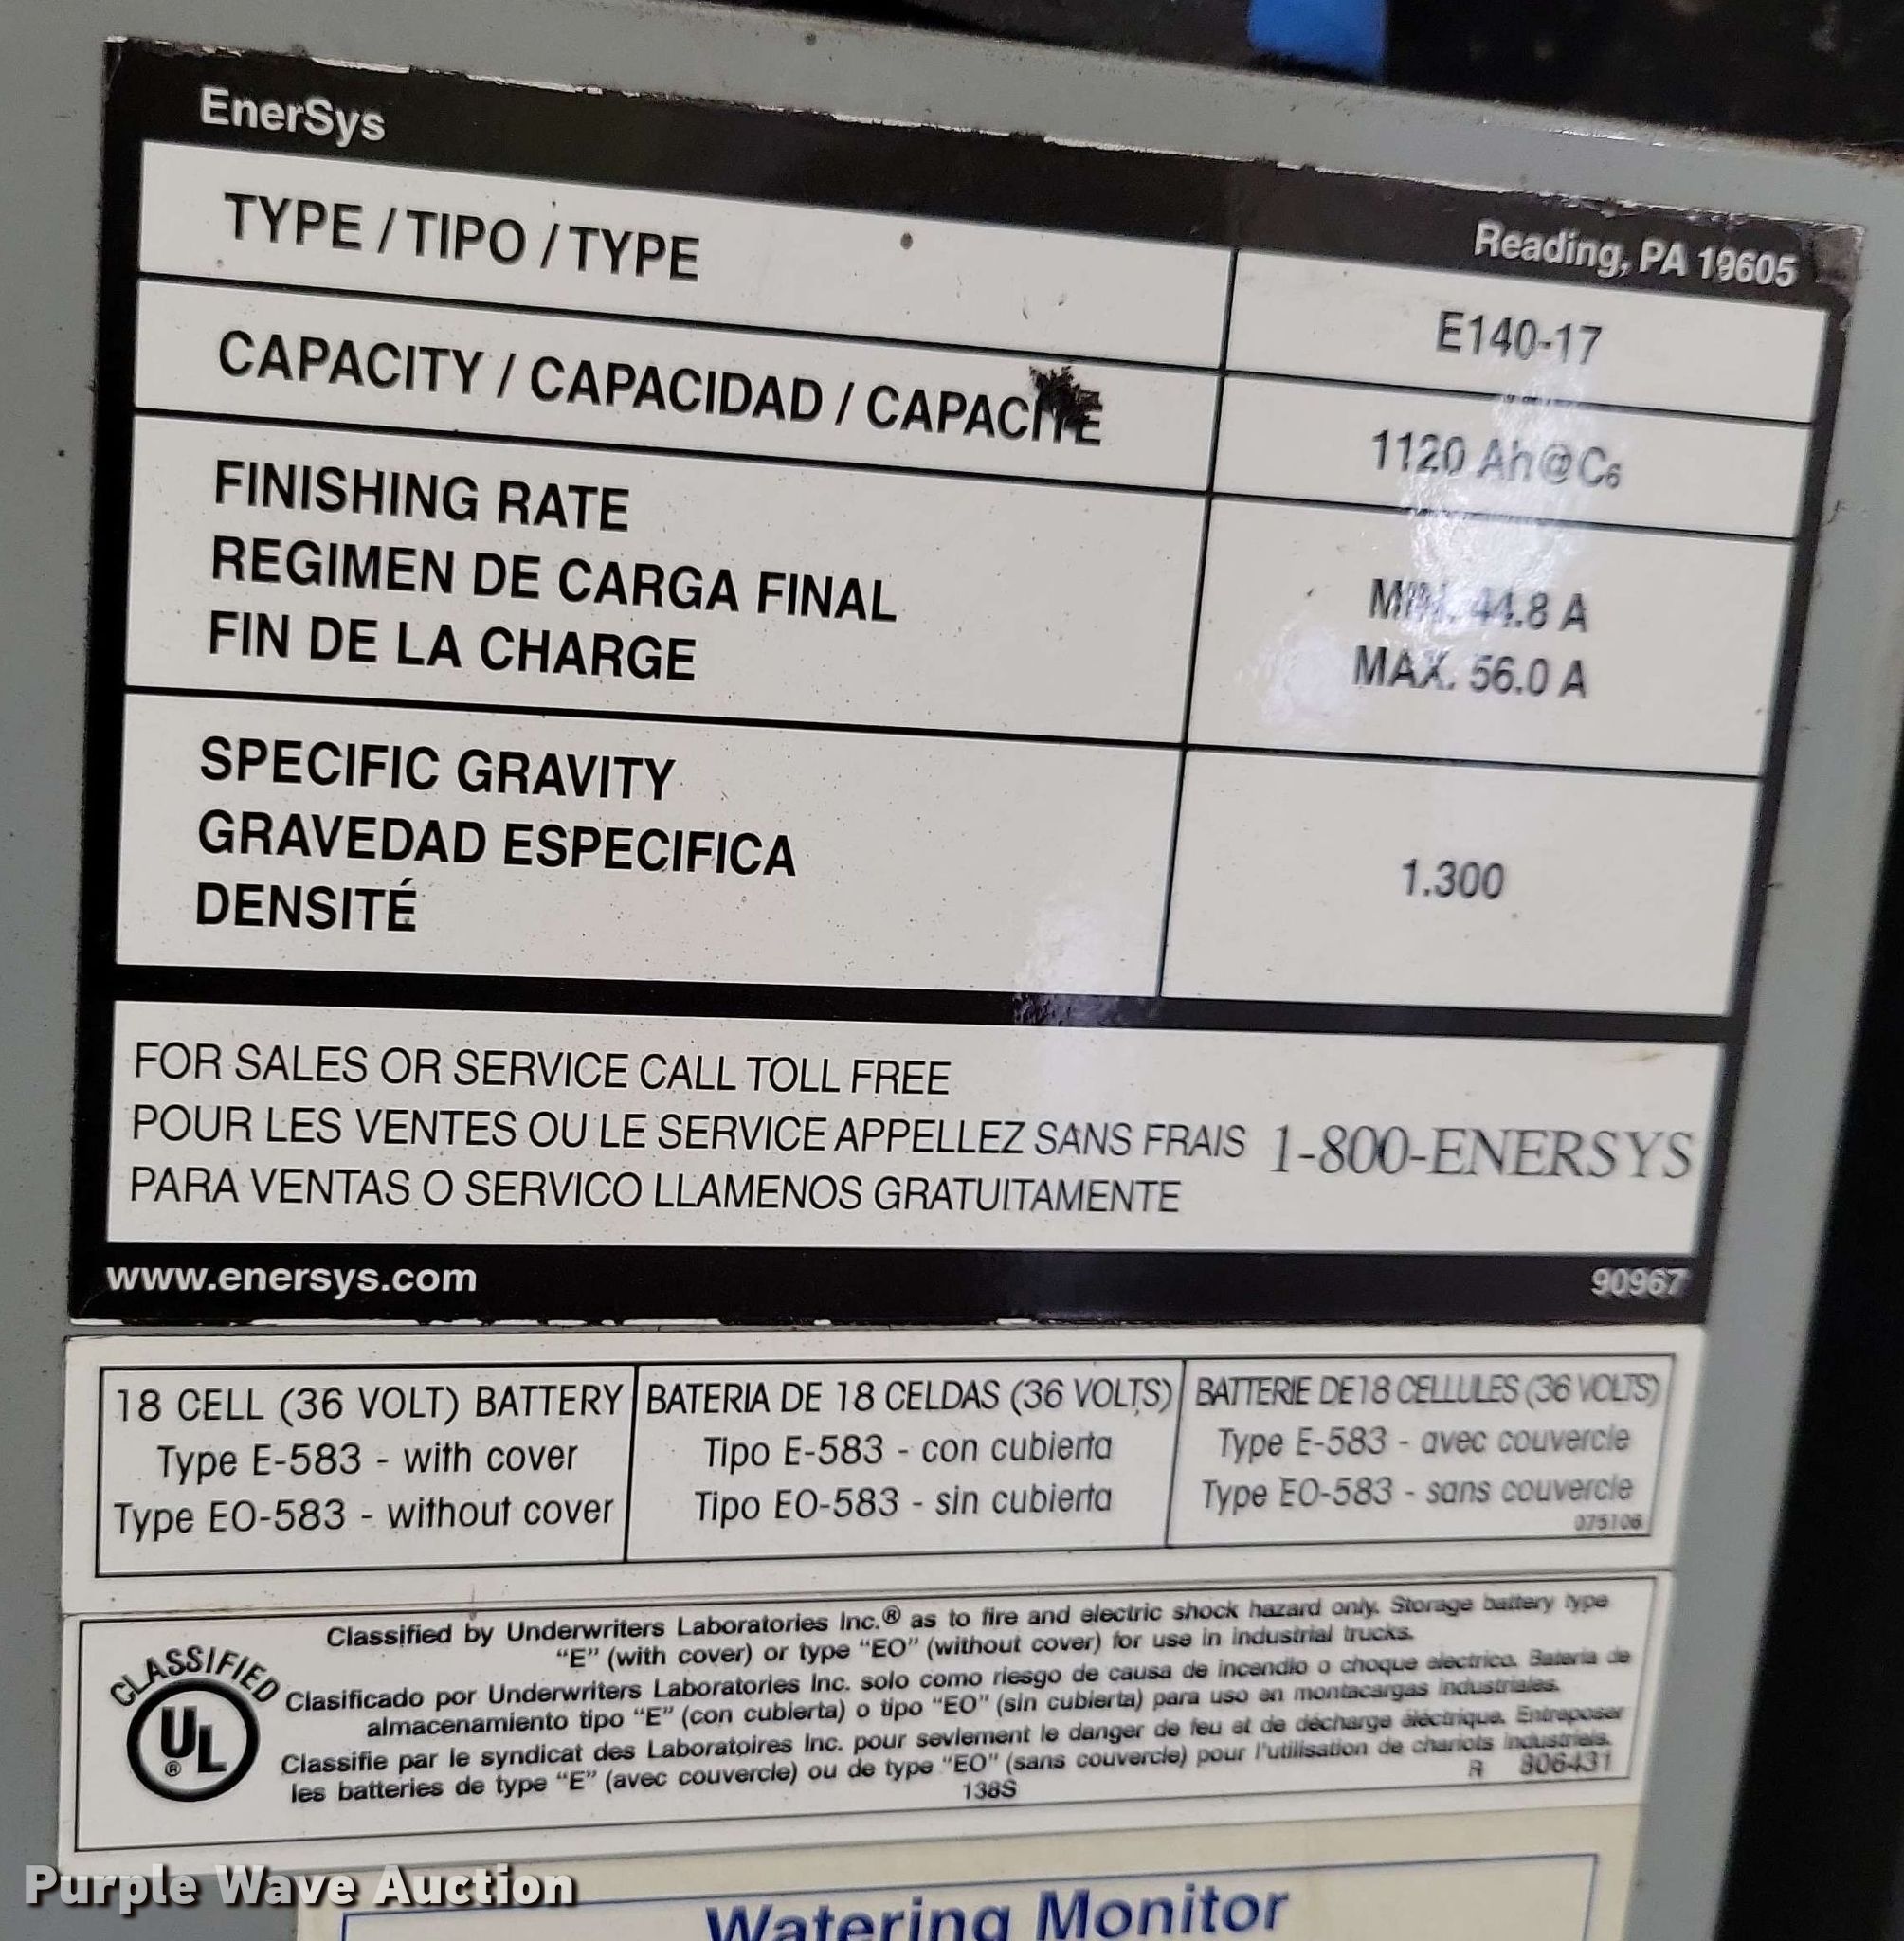 EnerSys
Reading, PA 19605
TYPE / TIPO / TYPE
E140-17
CAPACITY / CAPACIDAD / CAPACITE
1120 Ah@C6
FINISHING RATE
REGIMEN DE CARGA FINAL
FIN DE LA CHARGE
MIN. 44.8 A
MAX. 56.0 A
SPECIFIC GRAVITY
GRAVEDAD ESPECIFICA
DENSITÉ
1.300
FOR SALES OR SERVICE CALL TOLL FREE
POUR LES VENTES OU LE SERVICE APPELLEZ SANS FRAIS
PARA VENTAS O SERVICO LLAMENOS GRATUITAMENTE
1-800-ENERSYS
www.enersys.com
90967
18 CELL (36 VOLT) BATTERY
Type E-583 - with cover
Type EO-583 - without cover
BATERIA DE 18 CELDAS (36 VOLTS)
Tipo E-583 - con cubierta
Tipo EO-583 - sin cubierta
BATTERIE DE18 CELLULES (36 VOLTS)
Type E-583 - avec couvercle
Type EO-583 - sans couvercle
075106
CLASSIFIED
UL®
Classified by Underwriters Laboratories Inc.® as to fire and electric shock hazard only. Storage battery type
“E” (with cover) or type “EO” (without cover) for use in industrial trucks.
Clasificado por Underwriters Laboratories Inc. solo como riesgo de causa de incendio o choque electrico. Bateria de
almacenamiento tipo “E” (con cubierta) o tipo “EO” (sin cubierta) para uso en montacargas industriales.
Classifie par le syndicat des Laboratoires Inc. pour sevlement le danger de feu et de décharge éléctrique. Entreposer
les batteries de type “E” (avec couvercle) ou de type “EO” (sans couvercle) pour l'utilisation de chariots industriels.
138S
R 806431
Watering Monitor
Purple Wave Auction